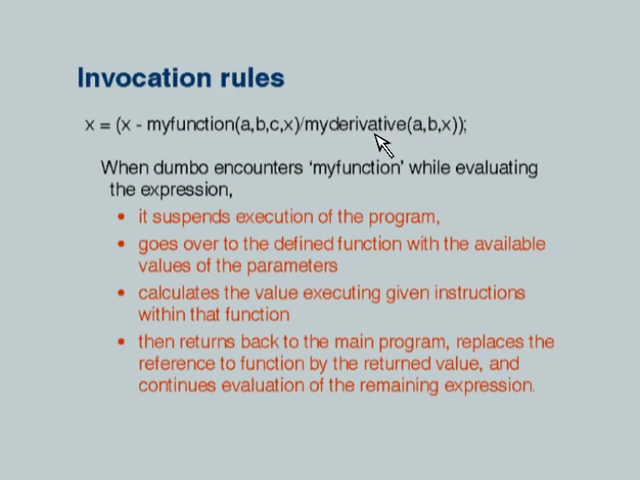 Invocation rules
x = (x - myfunction(a,b,c,x)/myderivative(a,b,x));
When dumbo encounters ‘myfunction’ while evaluating
the expression,
• it suspends execution of the program,
• goes over to the defined function with the available
values of the parameters
• calculates the value executing given instructions
within that function
• then returns back to the main program, replaces the
reference to function by the returned value, and
continues evaluation of the remaining expression.